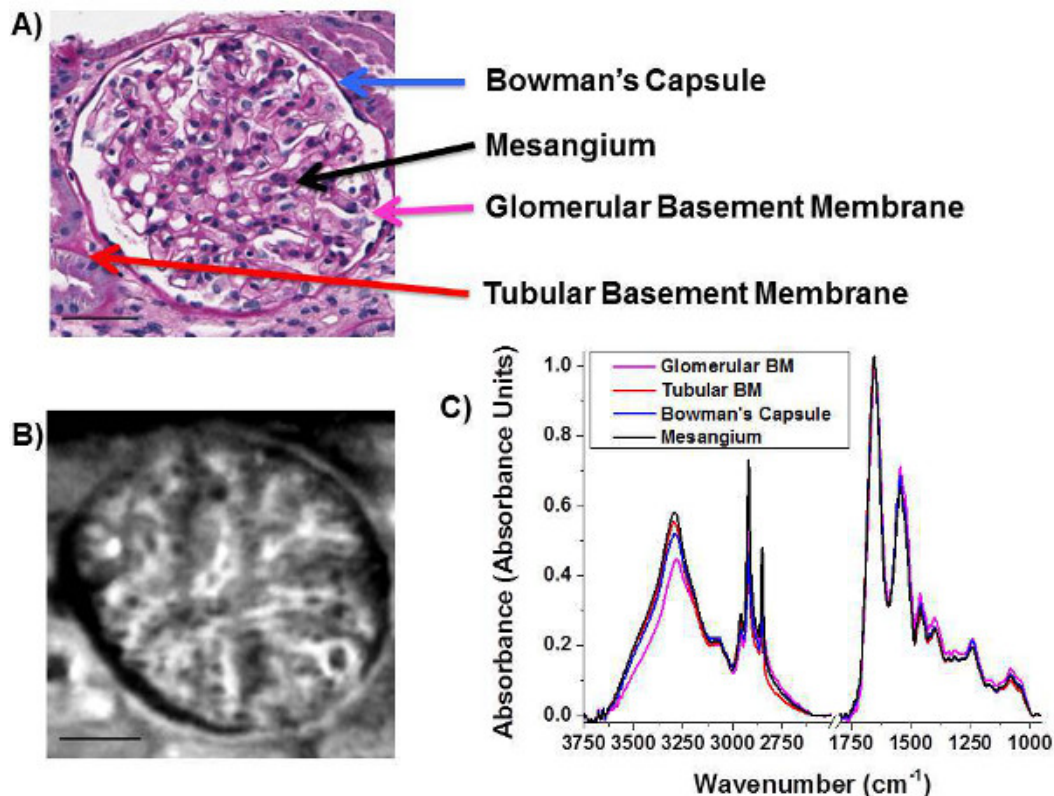 A)
Bowman's Capsule
Mesangium
Glomerular Basement Membrane
Tubular Basement Membrane
B)
C)
Glomerular BM
Tubular BM
Bowman's Capsule
Mesangium
Absorbance (Absorbance Units)
1.0
0.8
0.6
0.4
0.2
0.0
3750 3500 3250 3000 2750 1750 1500 1250 1000
Wavenumber (cm⁻¹)